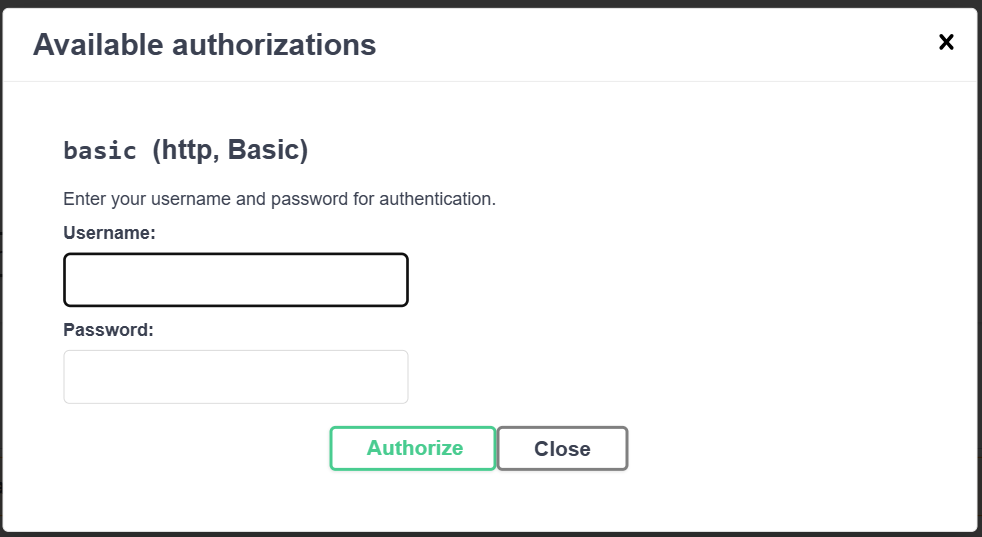 Available authorizations
basic (http, Basic)
Enter your username and password for authentication.
Username:
Password:
Authorize
Close